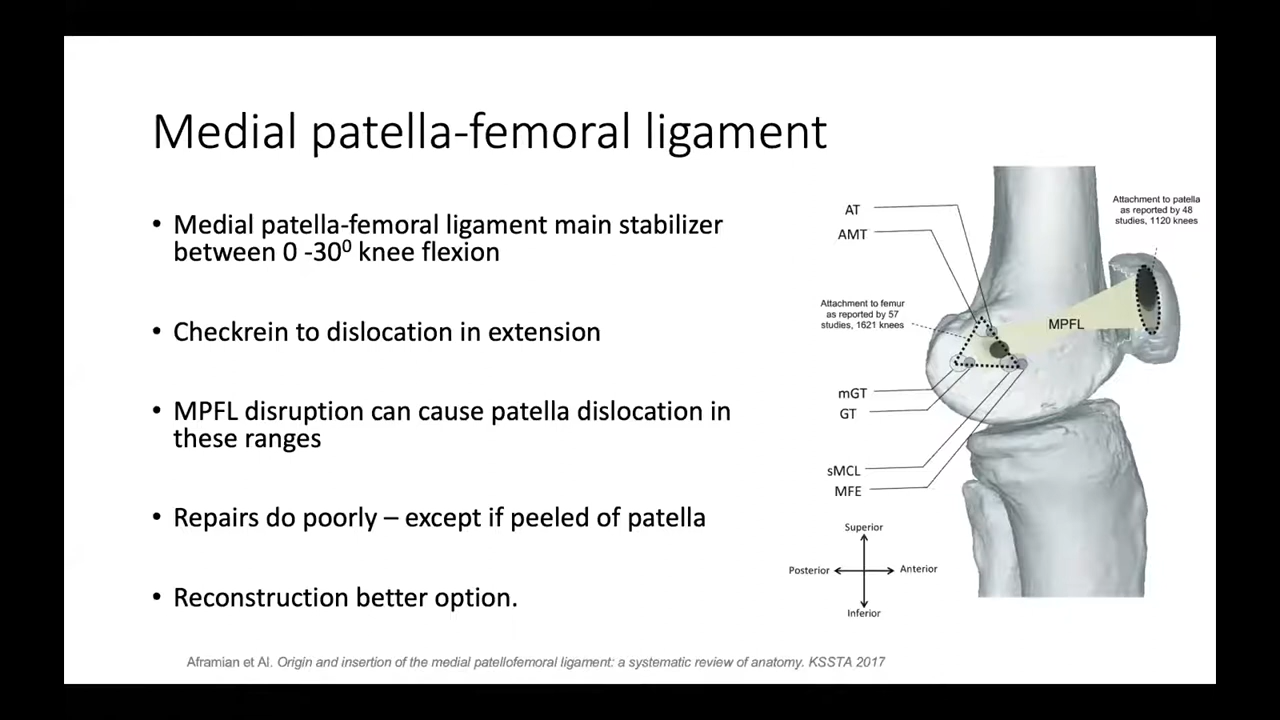 Medial patella-femoral ligament
• Medial patella-femoral ligament main stabilizer
between 0 -30⁰ knee flexion
• Checkrein to dislocation in extension
• MPFL disruption can cause patella dislocation in
these ranges
• Repairs do poorly – except if peeled of patella
• Reconstruction better option.
Attachment to patella
as reported by 48
studies, 1120 knees
AT
AMT
Attachment to femur
as reported by 57
studies, 1621 knees
MPFL
mGT
GT
sMCL
MFE
Superior
Posterior
Anterior
Inferior
Aframian et Al. Origin and insertion of the medial patellofemoral ligament: a systematic review of anatomy. KSSTA 2017